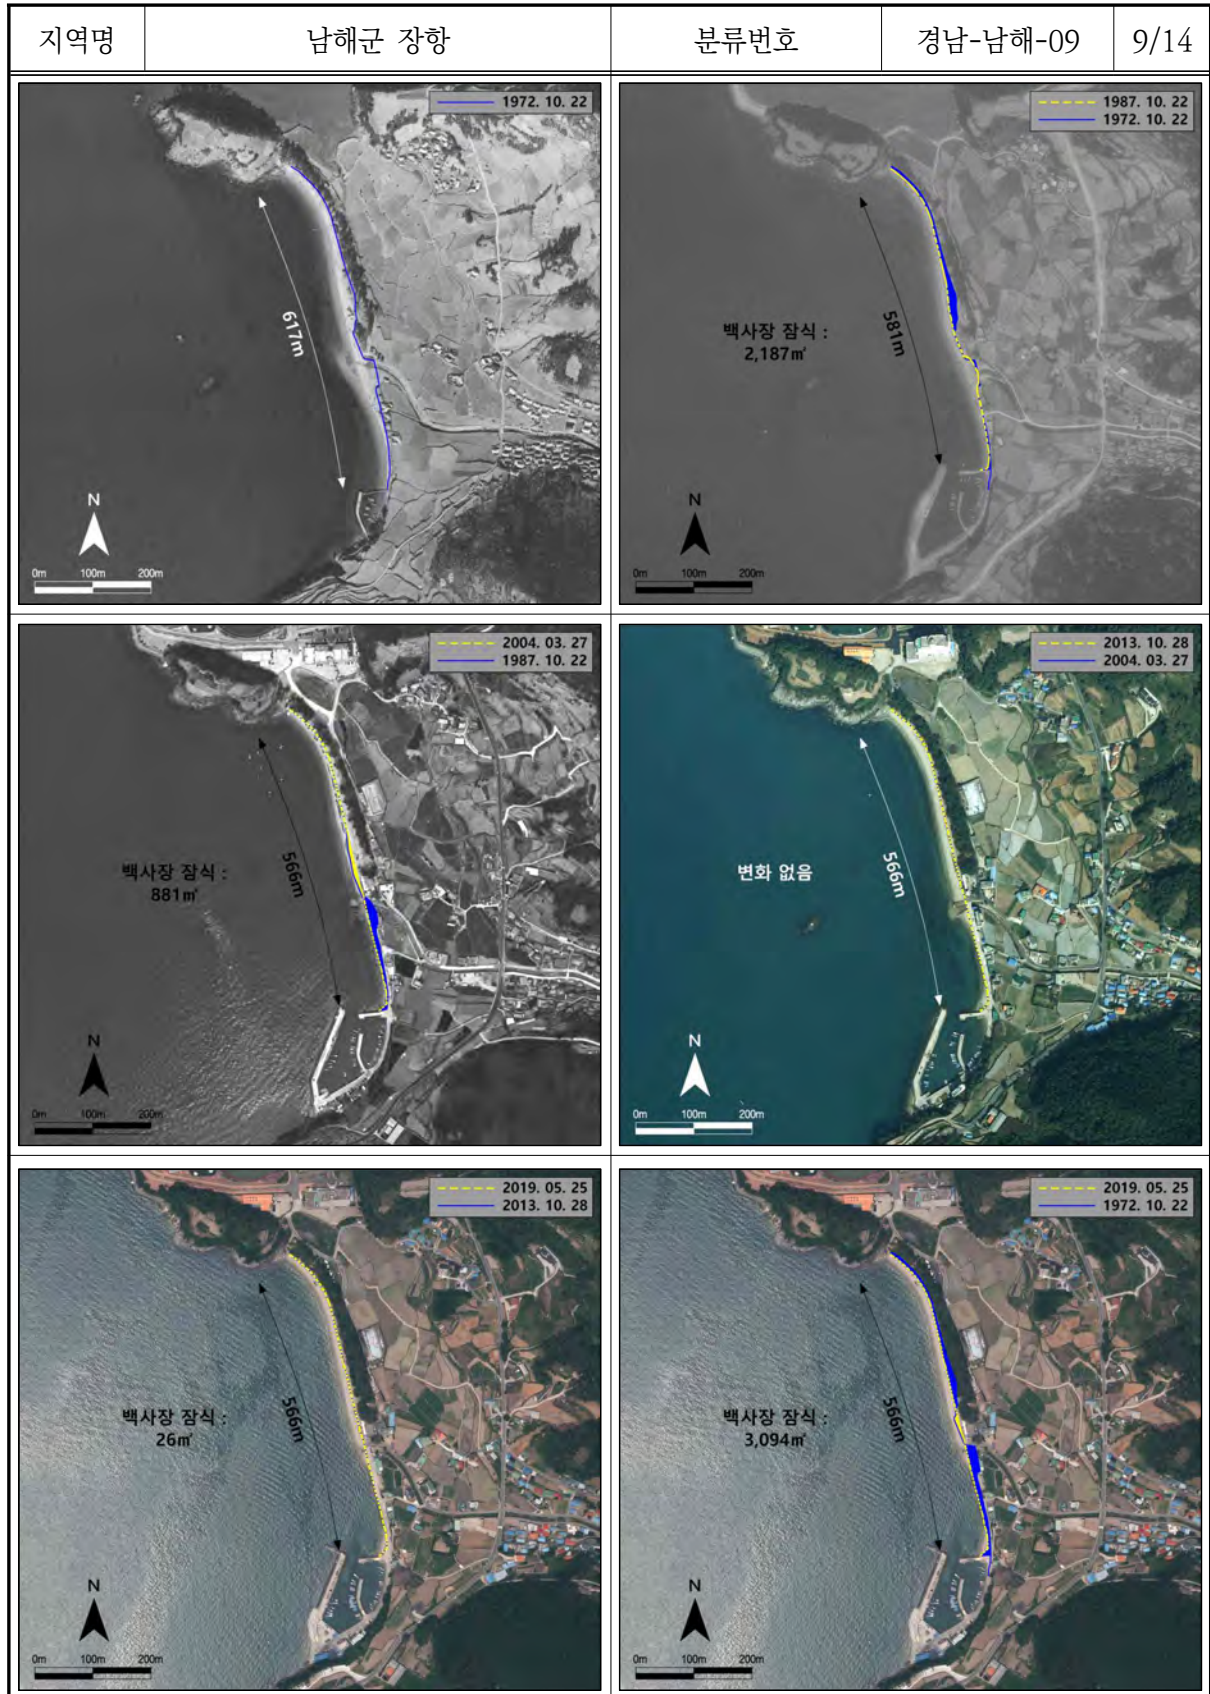 지역명 남해군 장항 분류번호 경남-남해-09 9/14
1972. 10. 22
617m
N
0m 100m 200m
1987. 10. 22
1972. 10. 22
백사장 잠식 :
2,187㎡
581m
N
0m 100m 200m
2004. 03. 27
1987. 10. 22
백사장 잠식 :
881㎡
566m
N
0m 100m 200m
2013. 10. 28
2004. 03. 27
변화 없음
566m
N
0m 100m 200m
2019. 05. 25
2013. 10. 28
백사장 잠식 :
26㎡
566m
N
0m 100m 200m
2019. 05. 25
1972. 10. 22
백사장 잠식 :
3,094㎡
566m
N
0m 100m 200m